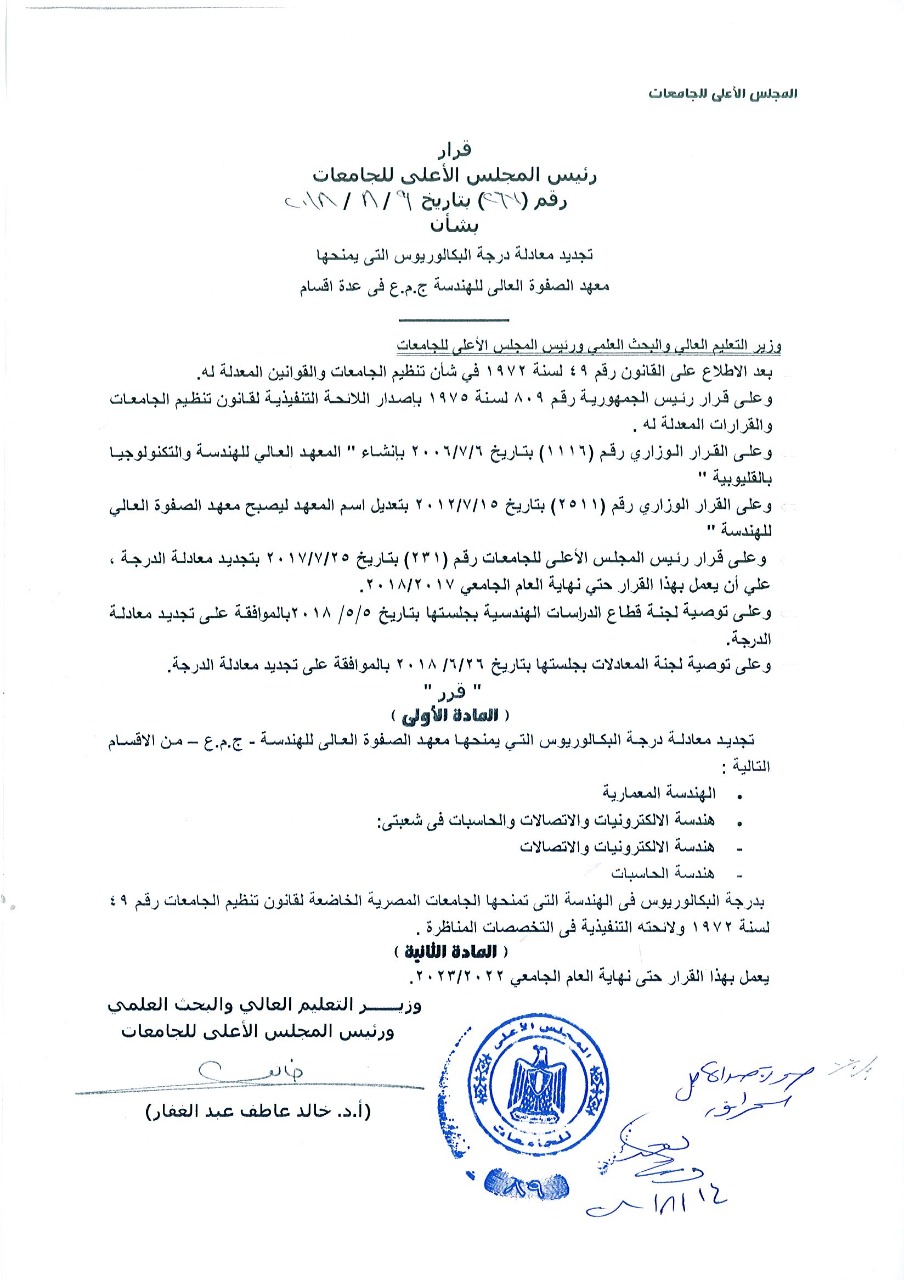 المجلس الأعلى للجامعات
قرار
رئيس المجلس الأعلى للجامعات
رقم ( ) بتاريخ ٩ / ٨ / ٢٠١٨
بشأن
تجديد معادلة درجة البكالوريوس التى يمنحها
معهد الصفوة العالى للهندسة ج.م.ع فى عدة اقسام
وزير التعليم العالي والبحث العلمي ورئيس المجلس الأعلى للجامعات
بعد الاطلاع على القانون رقم ٤٩ لسنة ١٩٧٢ في شأن تنظيم الجامعات والقوانين المعدلة له.
وعلى قرار رئيس الجمهورية رقم ٨٠٩ لسنة ١٩٧٥ بإصدار اللائحة التنفيذية لقانون تنظيم الجامعات
والقرارات المعدلة له .
وعلى القرار الوزاري رقم (١١١٦) بتاريخ ٢٠٠٦/٧/٦ بإنشاء " المعهد العالي للهندسة والتكنولوجيا
بالقليوبية "
وعلى القرار الوزاري رقم (٢٥١١) بتاريخ ٢٠١٢/٧/١٥ بتعديل اسم المعهد ليصبح معهد الصفوة العالي
للهندسة "
وعلى قرار رئيس المجلس الأعلى للجامعات رقم (٢٣١) بتاريخ ٢٠١٧/٧/٢٥ بتجديد معادلة الدرجة ،
علي أن يعمل بهذا القرار حتي نهاية العام الجامعي ٢٠١٨/٢٠١٧.
وعلى توصية لجنة قطاع الدراسات الهندسية بجلستها بتاريخ ٥/٥/ ٢٠١٨بالموافقة على تجديد معادلة
الدرجة.
وعلى توصية لجنة المعادلات بجلستها بتاريخ ٦/٢٦/ ٢٠١٨ بالموافقة على تجديد معادلة الدرجة.
" قرر "
( المادة الأولى )
تجديد معادلة درجة البكالوريوس التي يمنحها معهد الصفوة العالى للهندسة - ج.م.ع – من الاقسام
التالية :
• الهندسة المعمارية
• هندسة الالكترونيات والاتصالات والحاسبات فى شعبتى:
- هندسة الالكترونيات والاتصالات
- هندسة الحاسبات
بدرجة البكالوريوس فى الهندسة التى تمنحها الجامعات المصرية الخاضعة لقانون تنظيم الجامعات رقم ٤٩
لسنة ١٩٧٢ ولائحته التنفيذية فى التخصصات المناظرة .
( المادة الثانية )
يعمل بهذا القرار حتى نهاية العام الجامعي ٢٠٢٣/٢٠٢٢.
وزيـــر التعليم العالي والبحث العلمي
ورئيس المجلس الأعلى للجامعات
(أ.د. خالد عاطف عبد الغفار)
المجلس الأعلى
للجامعات
٨٩